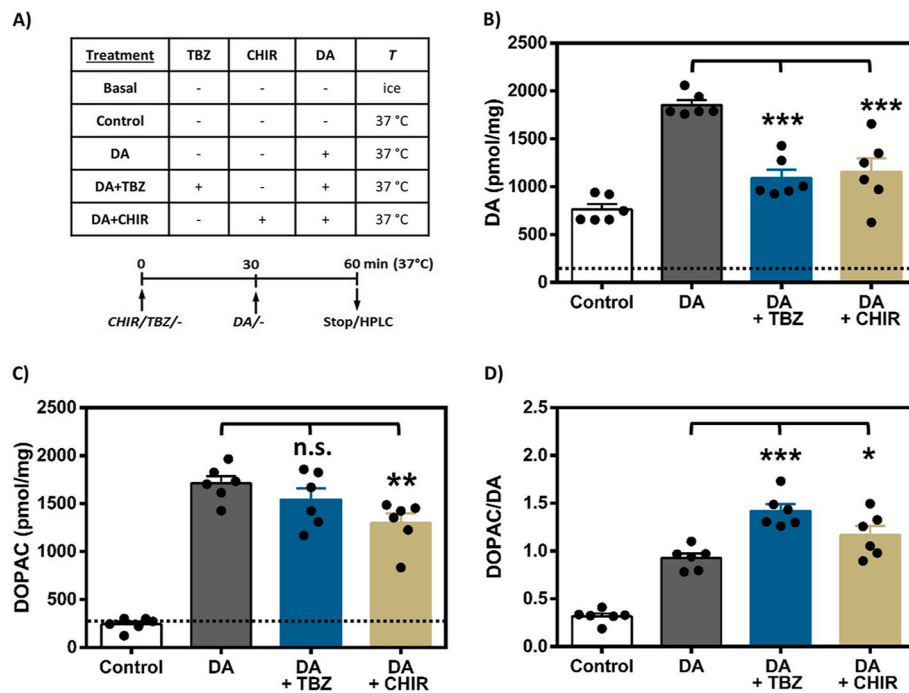 A)
Treatment TBZ CHIR DA T
Basal - - - ice
Control - - - 37 °C
DA - - + 37 °C
DA+TBZ + - + 37 °C
DA+CHIR - + + 37 °C
0 30 60 min (37°C)
CHIR/TBZ/- DA/- Stop/HPLC
B)
DA (pmol/mg)
2500
2000
1500
1000
500
0
***
***
Control DA DA DA
+ TBZ + CHIR
C)
DOPAC (pmol/mg)
2500
2000
1500
1000
500
0
n.s.
**
Control DA DA DA
+ TBZ + CHIR
D)
DOPAC/DA
2.5
2.0
1.5
1.0
0.5
0.0
***
*
Control DA DA DA
+ TBZ + CHIR